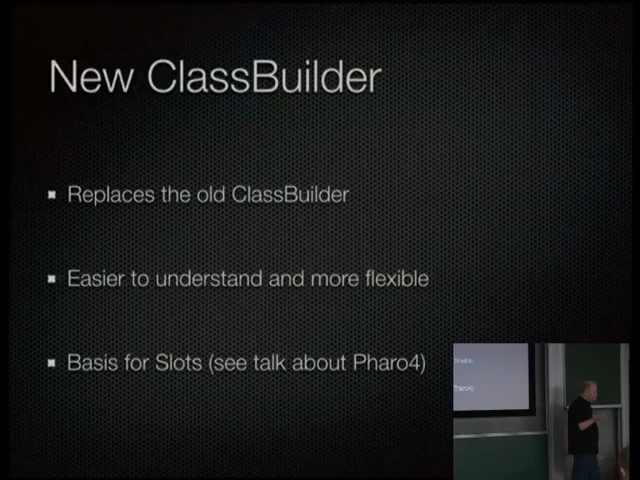 New ClassBuilder
Replaces the old ClassBuilder
Easier to understand and more flexible
Basis for Slots (see talk about Pharo4)
Pharo4)